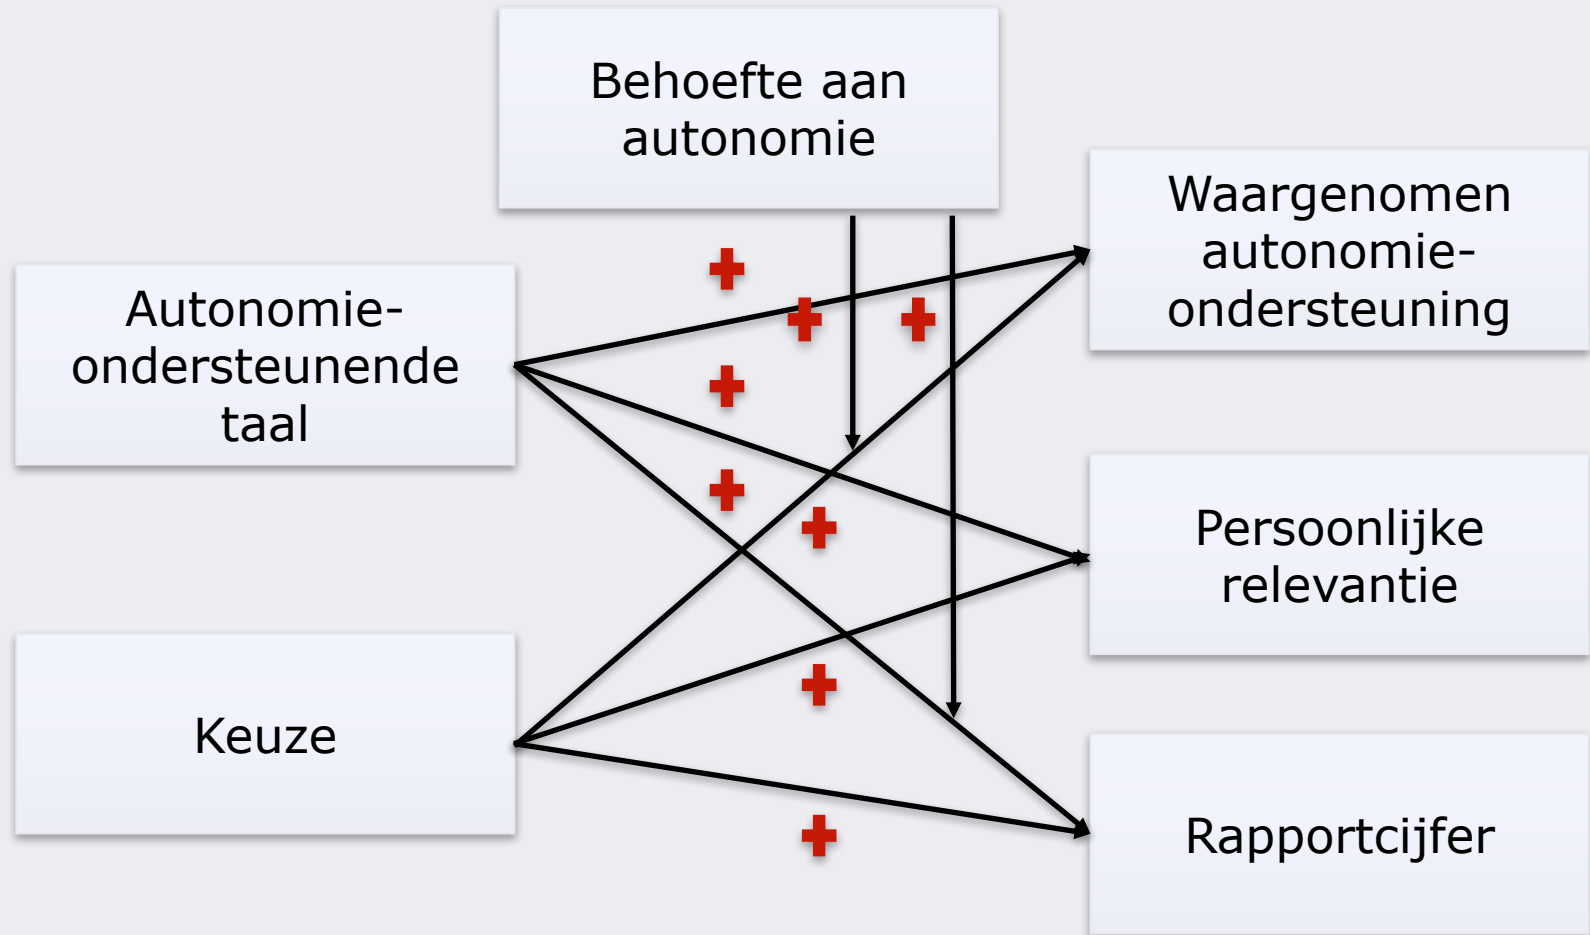 Behoefte aan
autonomie
Waargenomen
autonomie-
ondersteuning
Autonomie-
ondersteunende
taal
Persoonlijke
relevantie
Keuze
Rapportcijfer